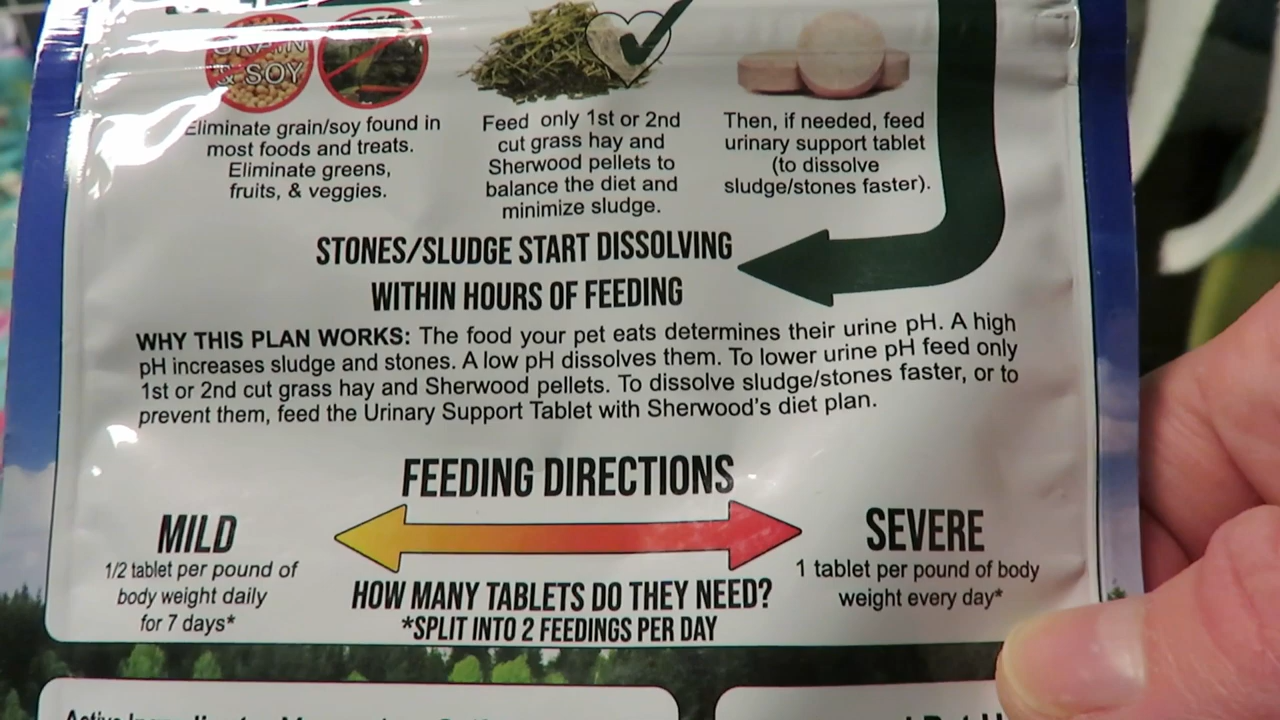 GRAIN
& SOY
Eliminate grain/soy found in
most foods and treats.
Eliminate greens,
fruits, & veggies.
Feed only 1st or 2nd
cut grass hay and
Sherwood pellets to
balance the diet and
minimize sludge.
Then, if needed, feed
urinary support tablet
(to dissolve
sludge/stones faster).
STONES/SLUDGE START DISSOLVING
WITHIN HOURS OF FEEDING
WHY THIS PLAN WORKS: The food your pet eats determines their urine pH. A high
pH increases sludge and stones. A low pH dissolves them. To lower urine pH feed only
1st or 2nd cut grass hay and Sherwood pellets. To dissolve sludge/stones faster, or to
prevent them, feed the Urinary Support Tablet with Sherwood's diet plan.
FEEDING DIRECTIONS
MILD
1/2 tablet per pound of
body weight daily
for 7 days*
HOW MANY TABLETS DO THEY NEED?
*SPLIT INTO 2 FEEDINGS PER DAY
SEVERE
1 tablet per pound of body
weight every day*